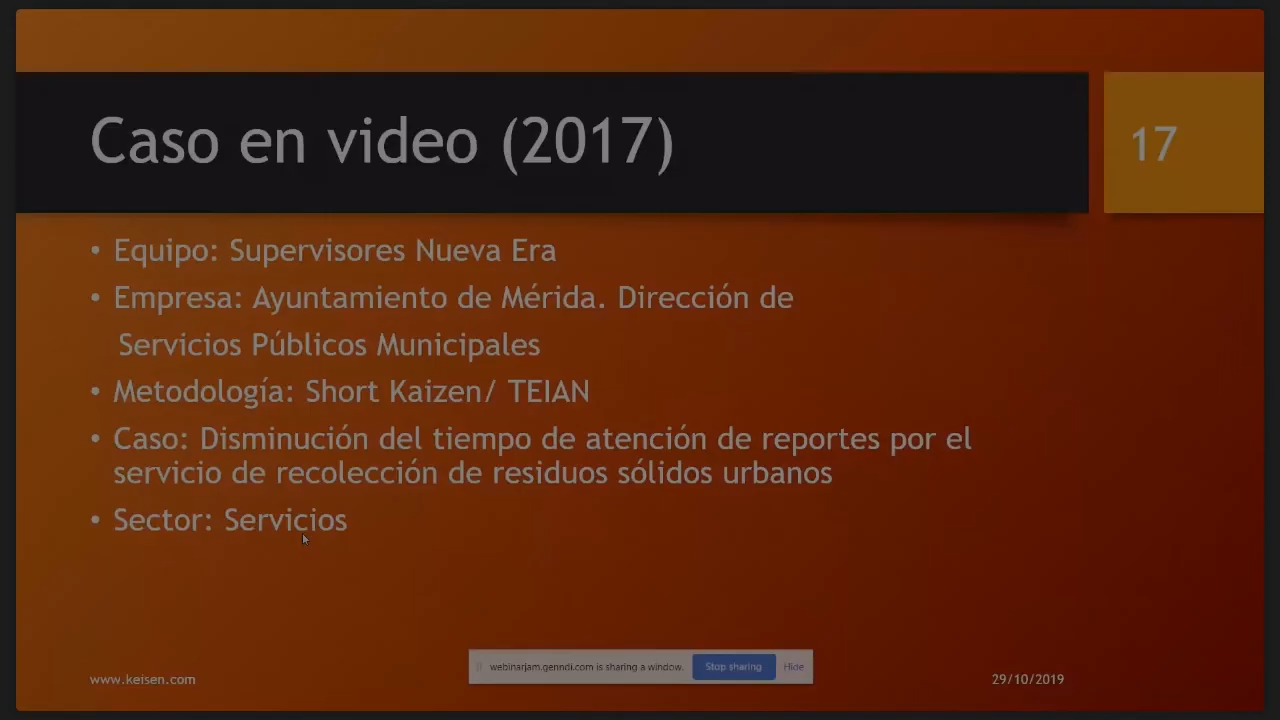 Caso en video (2017)
17
• Equipo: Supervisores Nueva Era
• Empresa: Ayuntamiento de Mérida. Dirección de
Servicios Públicos Municipales
• Metodología: Short Kaizen/ TEIAN
• Caso: Disminución del tiempo de atención de reportes por el
servicio de recolección de residuos sólidos urbanos
• Sector: Servicios
webinarjam.genndi.com is sharing a window. Stop sharing Hide
www.keisen.com
29/10/2019